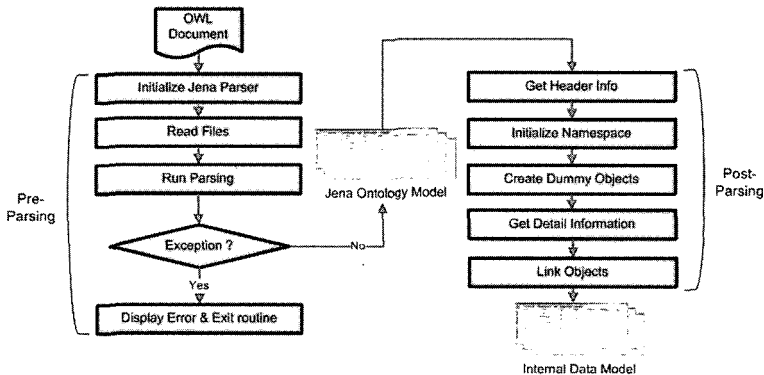 OWL
Document
Initialize Jena Parser
Read Files
Run Parsing
Exception ?
No
Yes
Display Error & Exit routine
Pre-
Parsing
Jena Ontology Model
Get Header Info
Initialize Namespace
Create Dummy Objects
Get Detail Information
Link Objects
Post-
Parsing
Internal Data Model